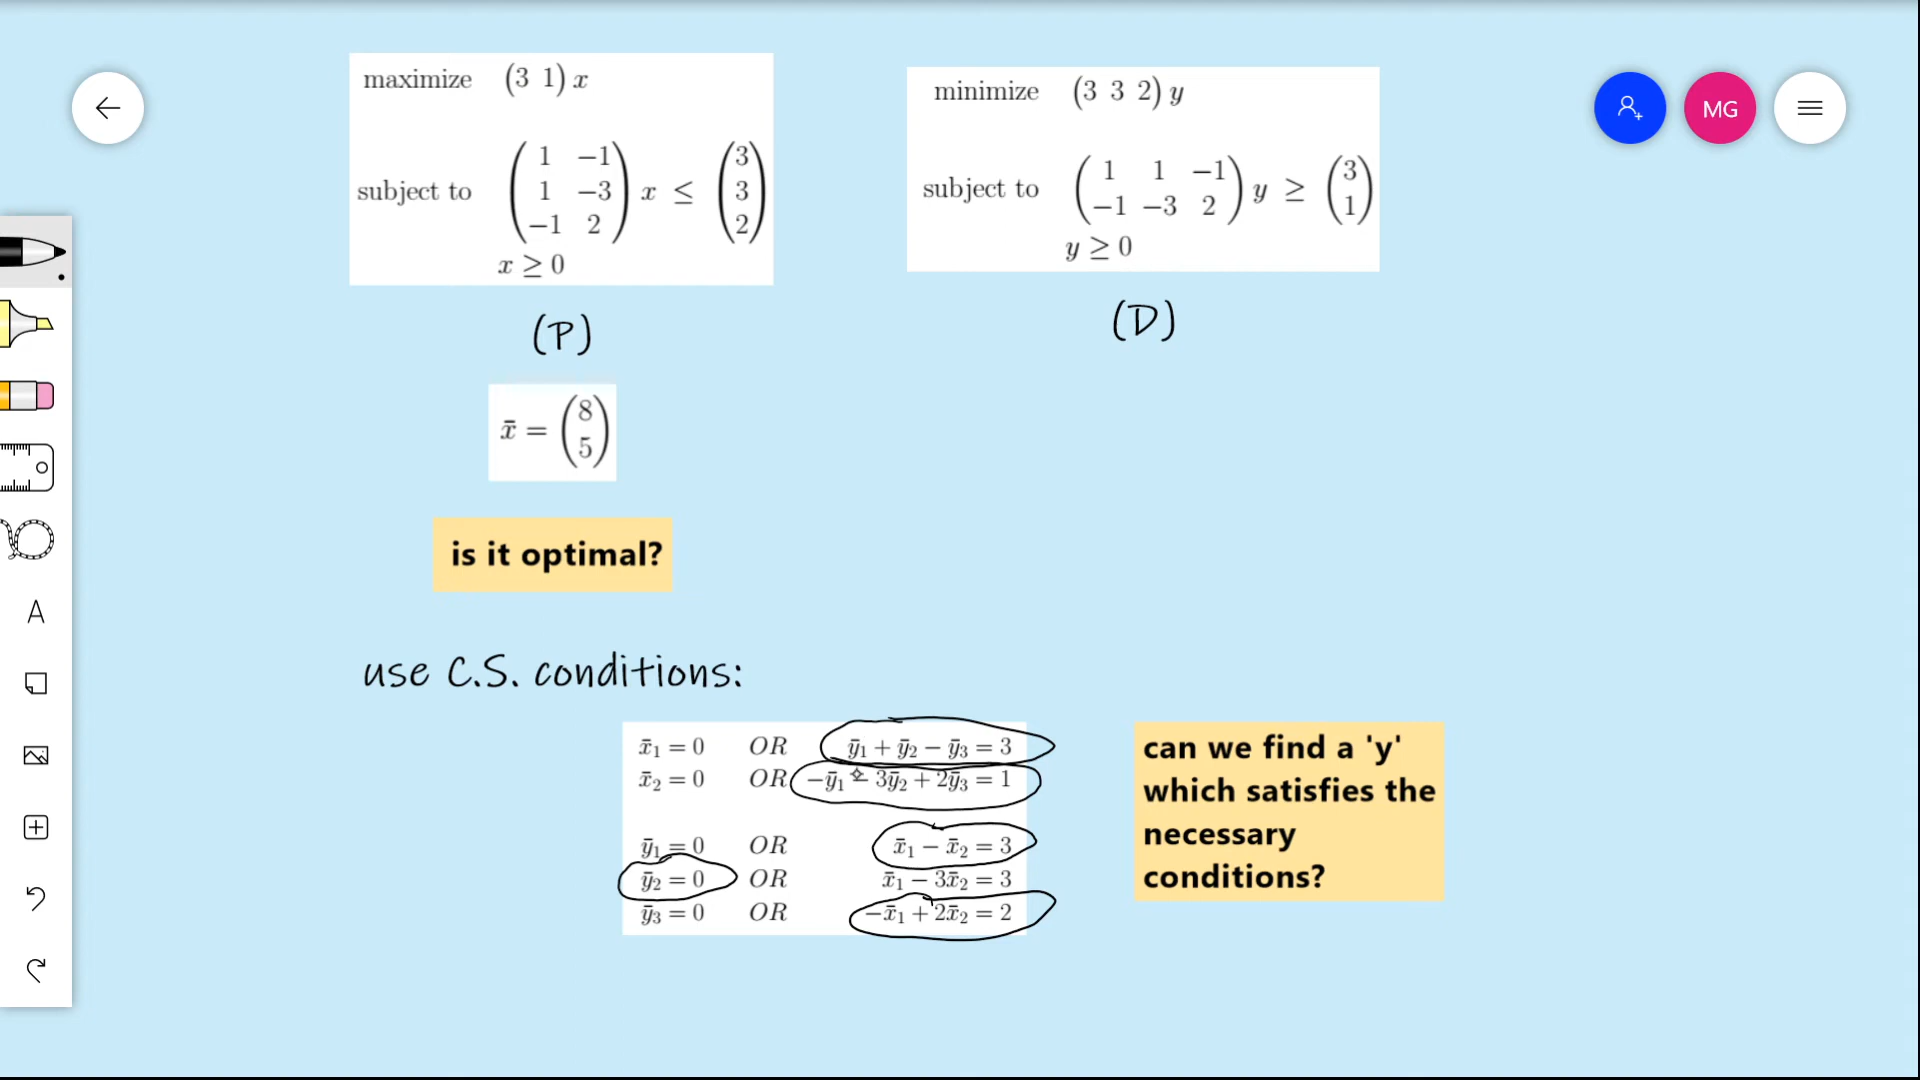 maximize (3 1) x
subject to
1 −1
1 −3
−1 2
x ≤
3
3
2
x ≥ 0
(P)
minimize (3 3 2) y
subject to
1 1 −1
−1 −3 2
y ≥
3
1
y ≥ 0
(D)
MG
x̄ =
8
5
is it optimal?
use C.S. conditions:
x̄₁ = 0 OR ȳ₁ + ȳ₂ − ȳ₃ = 3
x̄₂ = 0 OR −ȳ₁ − 3ȳ₂ + 2ȳ₃ = 1
ȳ₁ = 0 OR x̄₁ − x̄₂ = 3
ȳ₂ = 0 OR x̄₁ − 3x̄₂ = 3
ȳ₃ = 0 OR −x̄₁ + 2x̄₂ = 2
can we find a 'y'
which satisfies the
necessary
conditions?
A